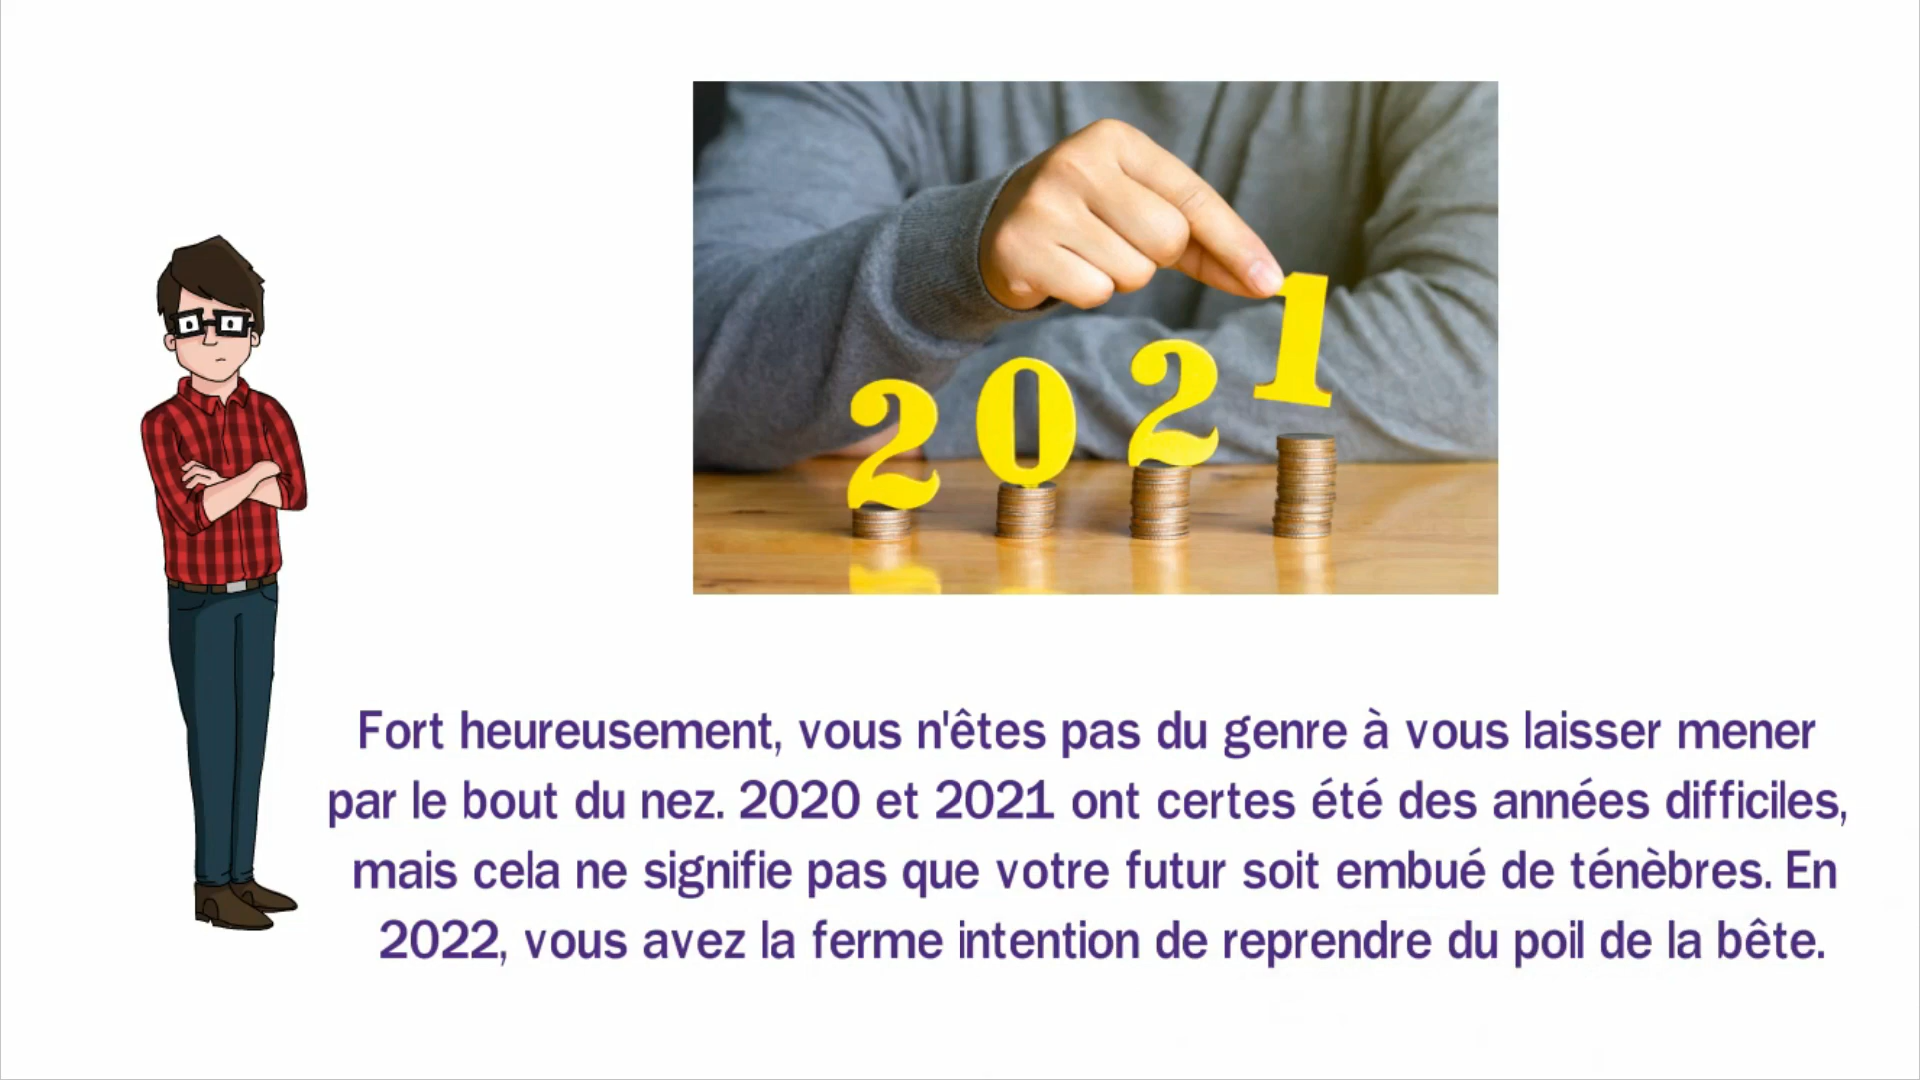 2021
Fort heureusement, vous n'êtes pas du genre à vous laisser mener
par le bout du nez. 2020 et 2021 ont certes été des années difficiles,
mais cela ne signifie pas que votre futur soit embué de ténèbres. En
2022, vous avez la ferme intention de reprendre du poil de la bête.